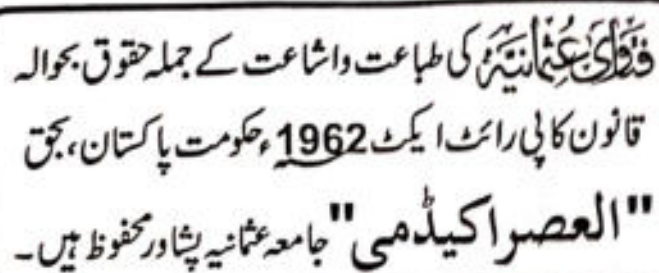 فتاویٰ عثمانیہ کی طباعت واشاعت کے جملہ حقوق بحوالہ
قانون کاپی رائٹ ایکٹ 1962ء حکومت پاکستان، بحق
"العصر اکیڈمی" جامعہ عثمانیہ پشاور محفوظ ہیں۔